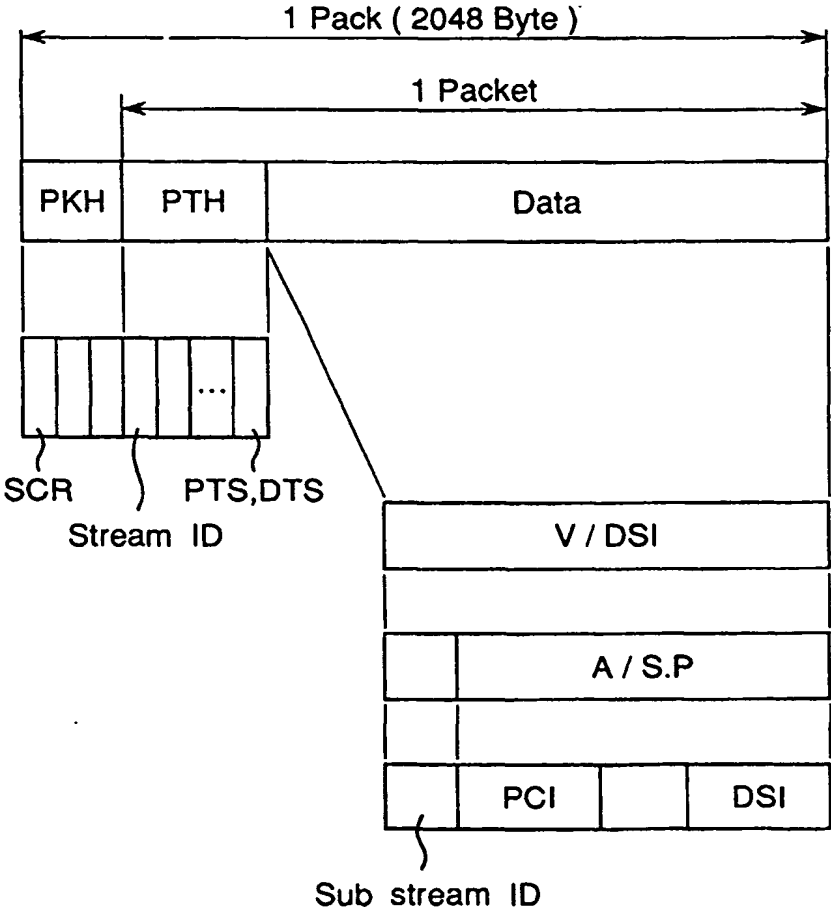 1 Pack ( 2048 Byte )
1 Packet
PKH PTH Data
...
SCR PTS,DTS
Stream ID
V / DSI
A / S.P
PCI DSI
Sub stream ID